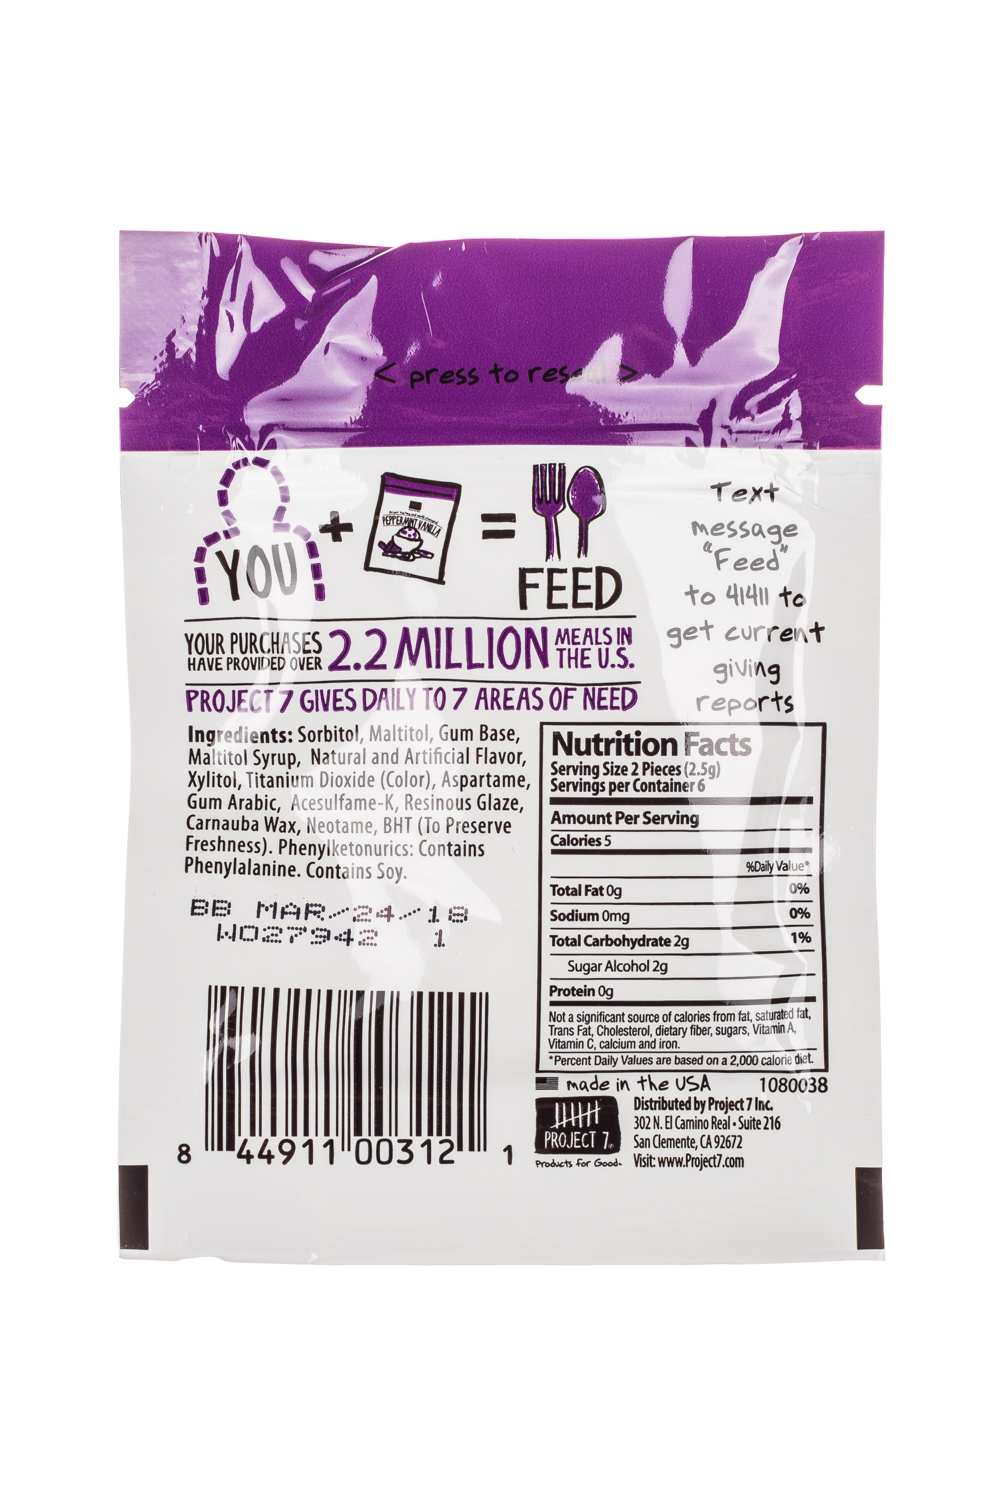 < press to reseal >
YOU
+
PEPPERMINT VANILLA
=
FEED
Text
message
"Feed"
to 41411 to
get current
giving
reports
YOUR PURCHASES
HAVE PROVIDED OVER
2.2 MILLION
MEALS IN
THE U.S.
PROJECT 7 GIVES DAILY TO 7 AREAS OF NEED
Ingredients: Sorbitol, Maltitol, Gum Base,
Maltitol Syrup, Natural and Artificial Flavor,
Xylitol, Titanium Dioxide (Color), Aspartame,
Gum Arabic, Acesulfame-K, Resinous Glaze,
Carnauba Wax, Neotame, BHT (To Preserve
Freshness). Phenylketonurics: Contains
Phenylalanine. Contains Soy.
BB MAR/24/18
W027942 1
8 44911 00312 1
Nutrition Facts
Serving Size 2 Pieces (2.5g)
Servings per Container 6
Amount Per Serving
Calories 5
%Daily Value*
Total Fat 0g 0%
Sodium 0mg 0%
Total Carbohydrate 2g 1%
Sugar Alcohol 2g
Protein 0g
Not a significant source of calories from fat, saturated fat,
Trans Fat, Cholesterol, dietary fiber, sugars, Vitamin A,
Vitamin C, calcium and iron.
*Percent Daily Values are based on a 2,000 calorie diet.
made in the USA 1080038
PROJECT 7®
Products for Good™
Distributed by Project 7 Inc.
302 N. El Camino Real • Suite 216
San Clemente, CA 92672
Visit: www.Project7.com